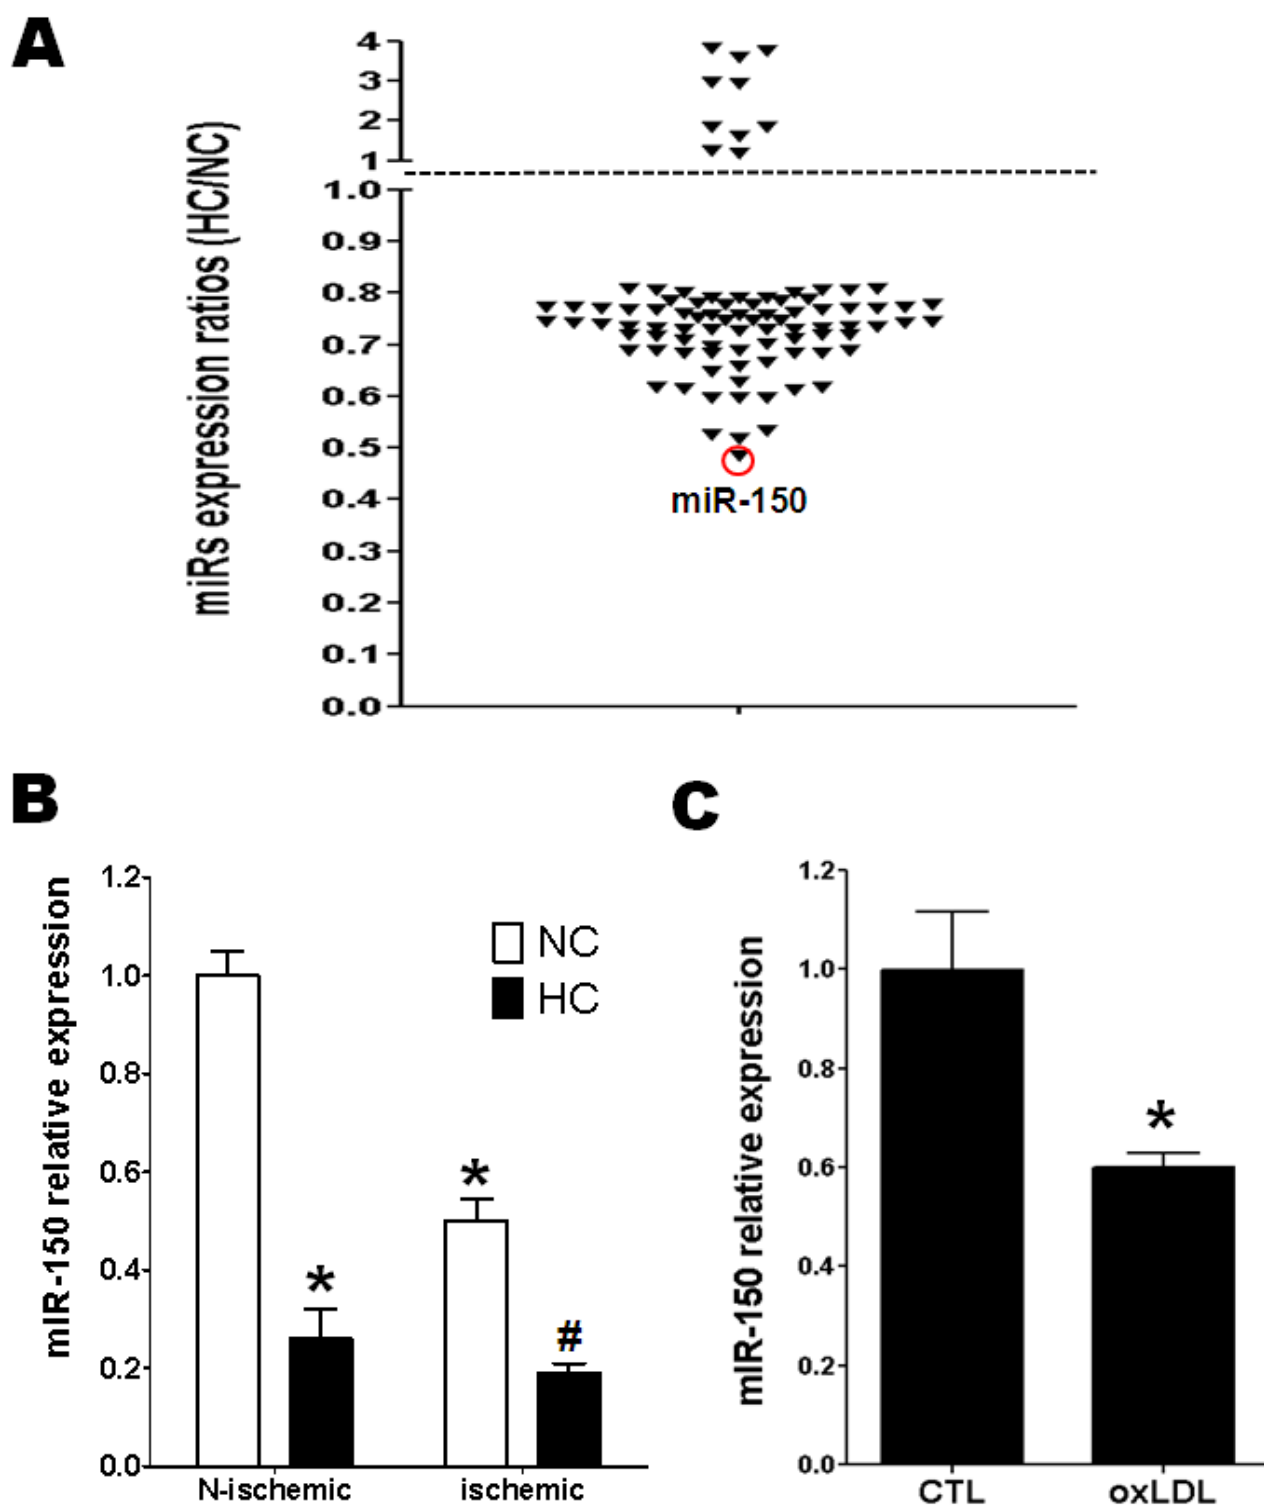 A
miRs expression ratios (HC/NC)
4
3
2
1
1.0
0.9
0.8
0.7
0.6
0.5
0.4
0.3
0.2
0.1
0.0
miR-150
B
mIR-150 relative expression
1.2
1.0
0.8
0.6
0.4
0.2
0.0
NC
HC
*
*
#
N-ischemic
ischemic
C
mIR-150 relative expression
1.2
1.0
0.8
0.6
0.4
0.2
0.0
*
CTL
oxLDL